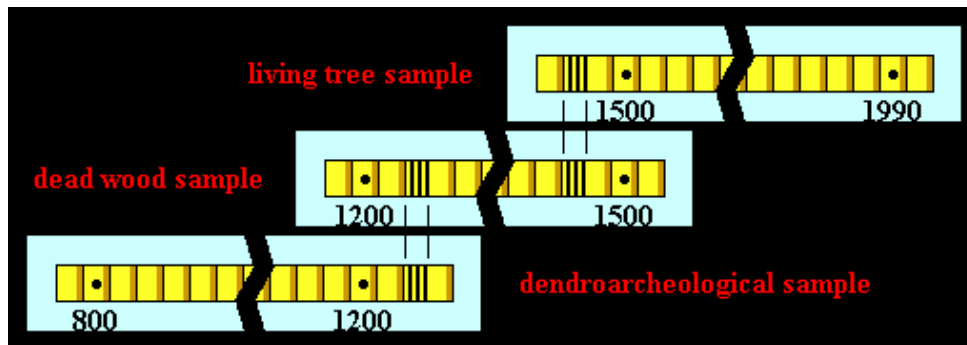 living tree sample
1500 1990
dead wood sample
1200 1500
dendroarcheological sample
800 1200